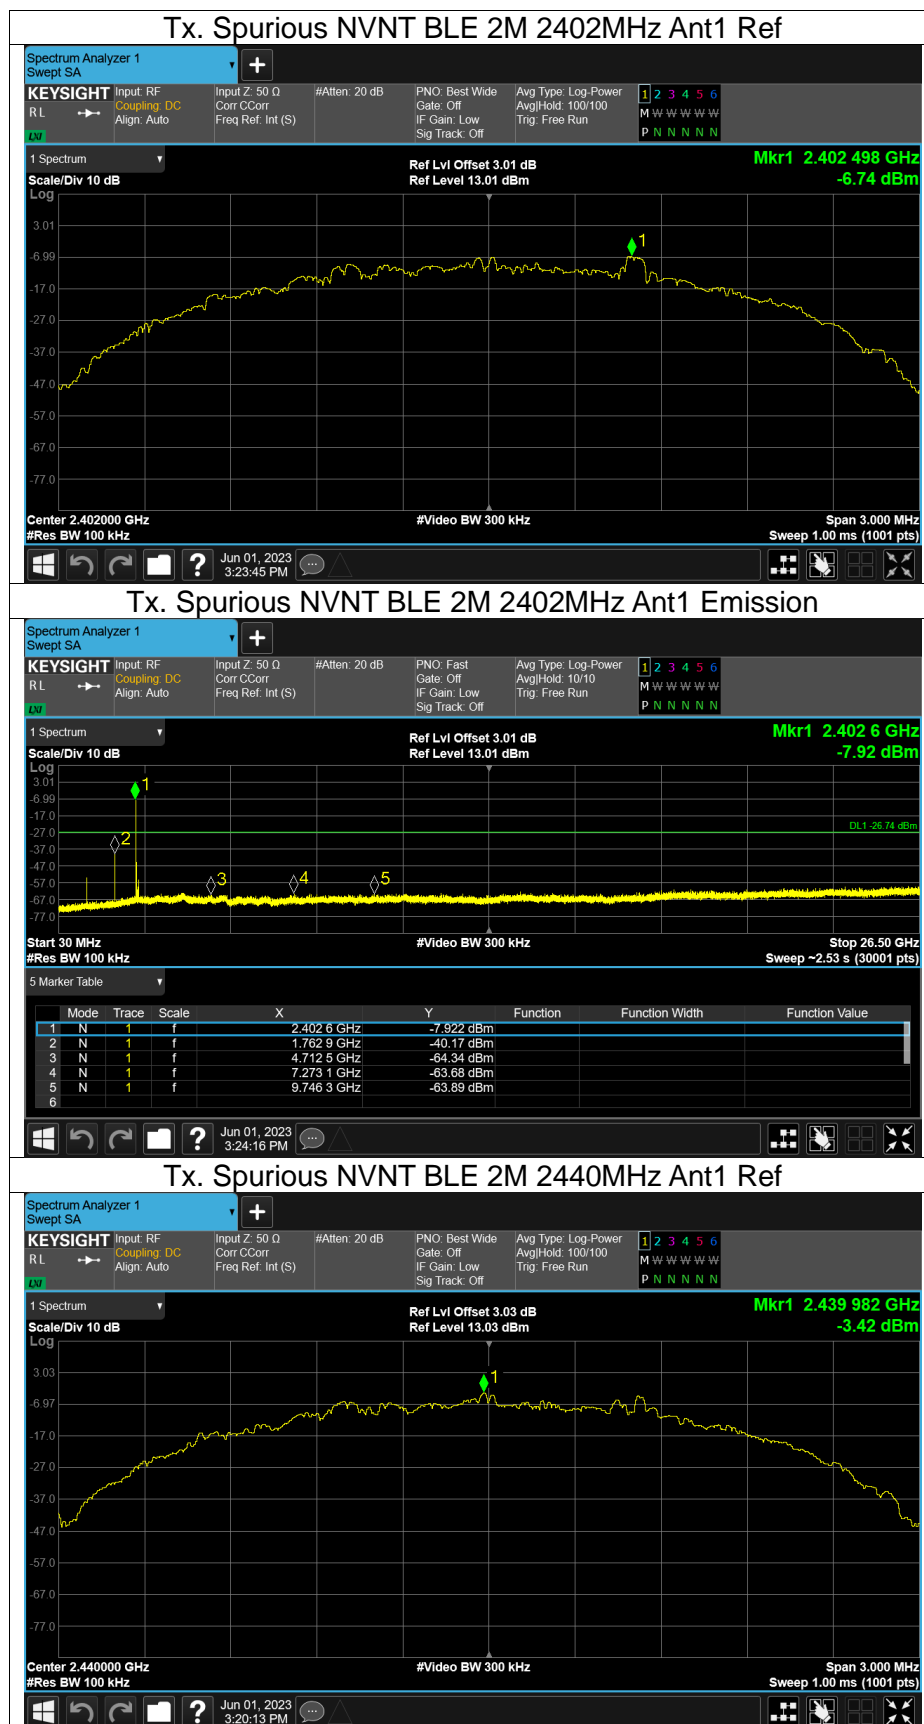 Tx. Spurious NVNT BLE 2M 2402MHz Ant1 Ref
Spectrum Analyzer 1
Swept SA
+
KEYSIGHT Input: RF Input Z: 50 Ω #Atten: 20 dB PNO: Best Wide Avg Type: Log-Power 1 2 3 4 5 6
RL Coupling: DC Corr CCorr Gate: Off Avg|Hold: 100/100 M W W W W W
Align: Auto Freq Ref: Int (S) IF Gain: Low Trig: Free Run
LXI Sig Track: Off P N N N N N
1 Spectrum Ref Lvl Offset 3.01 dB Mkr1 2.402 498 GHz
Scale/Div 10 dB Ref Level 13.01 dBm -6.74 dBm
Log
3.01
1
-6.99
-17.0
-27.0
-37.0
-47.0
-57.0
-67.0
-77.0
Center 2.402000 GHz #Video BW 300 kHz Span 3.000 MHz
#Res BW 100 kHz Sweep 1.00 ms (1001 pts)
? Jun 01, 2023
3:23:45 PM
Tx. Spurious NVNT BLE 2M 2402MHz Ant1 Emission
Spectrum Analyzer 1
Swept SA
+
KEYSIGHT Input: RF Input Z: 50 Ω #Atten: 20 dB PNO: Fast Avg Type: Log-Power 1 2 3 4 5 6
RL Coupling: DC Corr CCorr Gate: Off Avg|Hold: 10/10 M W W W W W
Align: Auto Freq Ref: Int (S) IF Gain: Low Trig: Free Run
LXI Sig Track: Off P N N N N N
1 Spectrum Ref Lvl Offset 3.01 dB Mkr1 2.402 6 GHz
Scale/Div 10 dB Ref Level 13.01 dBm -7.92 dBm
Log
3.01
1
-6.99
-17.0
DL1 -26.74 dBm
-27.0
2
-37.0
-47.0
-57.0
3 4 5
-67.0
-77.0
Start 30 MHz #Video BW 300 kHz Stop 26.50 GHz
#Res BW 100 kHz Sweep ~2.53 s (30001 pts)
5 Marker Table
Mode Trace Scale X Y Function Function Width Function Value
1 N 1 f 2.402 6 GHz -7.922 dBm
2 N 1 f 1.762 9 GHz -40.17 dBm
3 N 1 f 4.712 5 GHz -64.34 dBm
4 N 1 f 7.273 1 GHz -63.68 dBm
5 N 1 f 9.746 3 GHz -63.89 dBm
6
? Jun 01, 2023
3:24:16 PM
Tx. Spurious NVNT BLE 2M 2440MHz Ant1 Ref
Spectrum Analyzer 1
Swept SA
+
KEYSIGHT Input: RF Input Z: 50 Ω #Atten: 20 dB PNO: Best Wide Avg Type: Log-Power 1 2 3 4 5 6
RL Coupling: DC Corr CCorr Gate: Off Avg|Hold: 100/100 M W W W W W
Align: Auto Freq Ref: Int (S) IF Gain: Low Trig: Free Run
LXI Sig Track: Off P N N N N N
1 Spectrum Ref Lvl Offset 3.03 dB Mkr1 2.439 982 GHz
Scale/Div 10 dB Ref Level 13.03 dBm -3.42 dBm
Log
3.03
1
-6.97
-17.0
-27.0
-37.0
-47.0
-57.0
-67.0
-77.0
Center 2.440000 GHz #Video BW 300 kHz Span 3.000 MHz
#Res BW 100 kHz Sweep 1.00 ms (1001 pts)
? Jun 01, 2023
3:20:13 PM